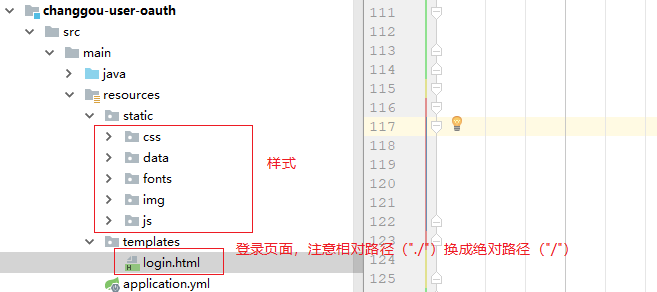 changgou-user-oauth
src
main
java
resources
static
css
data
fonts
img
js
样式
templates
login.html
登录页面，注意相对路径（"./"）换成绝对路径（"/"）
application.yml
111
112
113
114
115
116
117
118
119
120
121
122
123
124
125